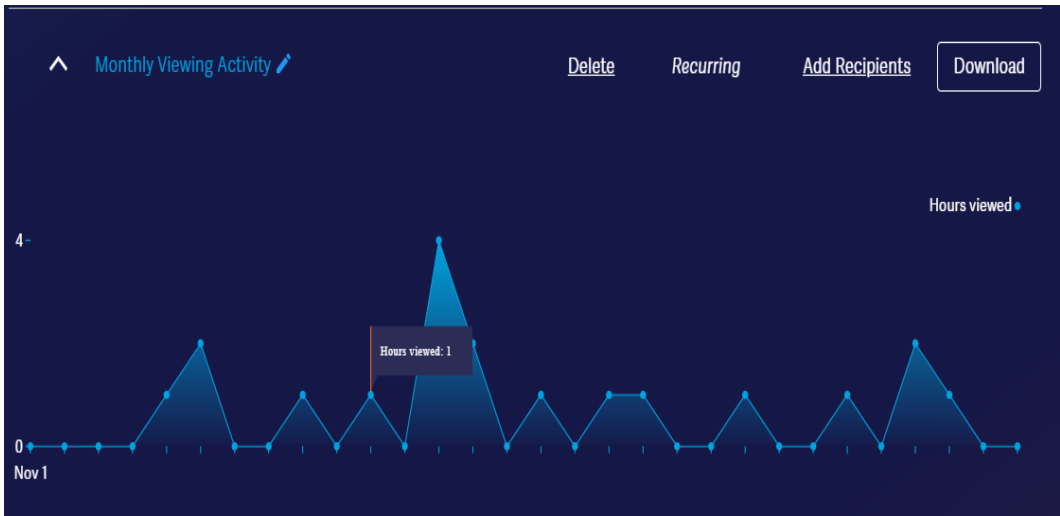 Monthly Viewing Activity
Delete
Recurring
Add Recipients
Download
Hours viewed
4
Hours viewed: 1
0
Nov 1